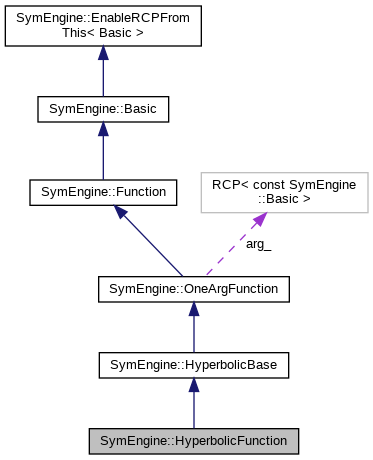 SymEngine::EnableRCPFrom
This< Basic >
SymEngine::Basic
SymEngine::Function
RCP< const SymEngine
::Basic >
arg_
SymEngine::OneArgFunction
SymEngine::HyperbolicBase
SymEngine::HyperbolicFunction